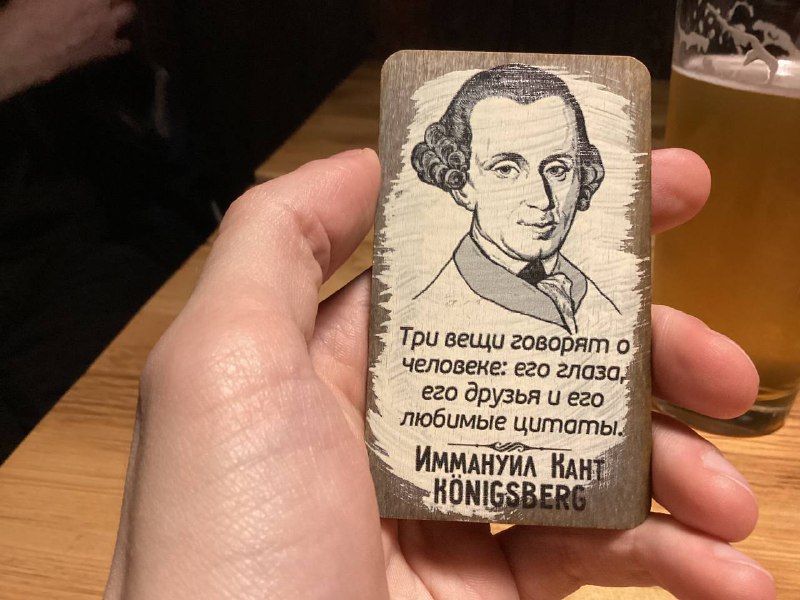 Три вещи говорят о
человеке: его глаза,
его друзья и его
любимые цитаты.
Иммануил Кант
KÖNIGSBERG